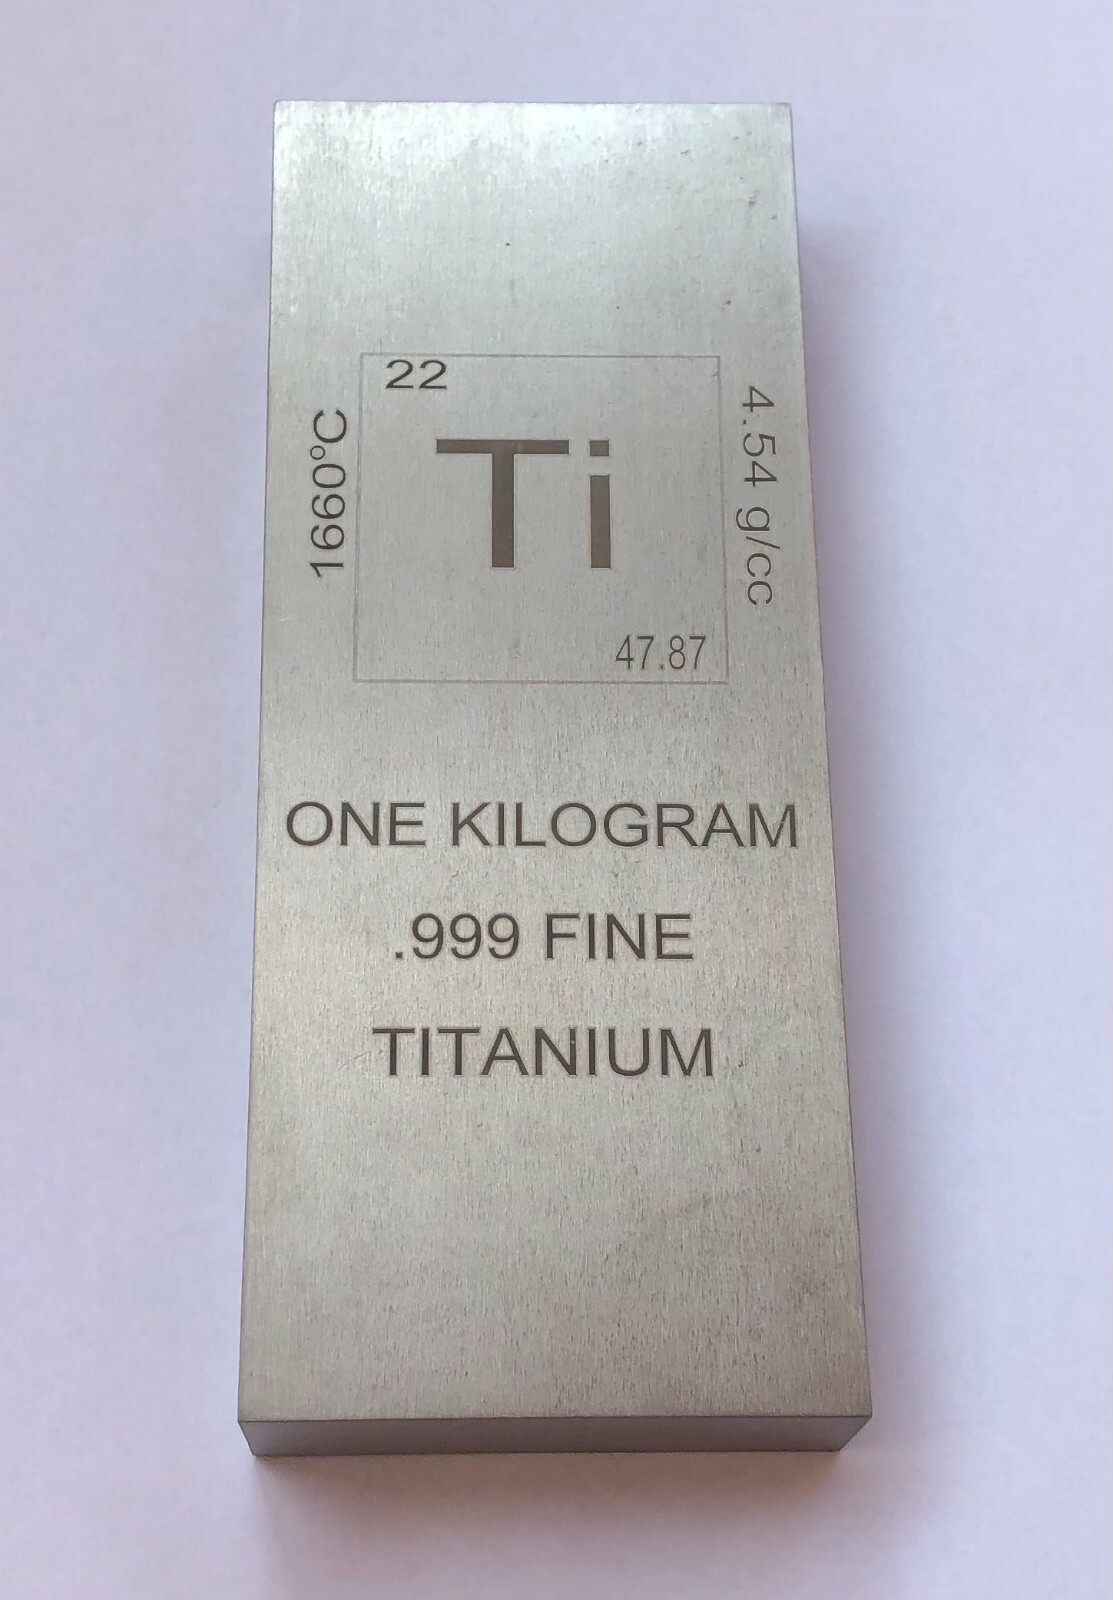 22
1660°C
Ti
4.54 g/cc
47.87
ONE KILOGRAM
.999 FINE
TITANIUM